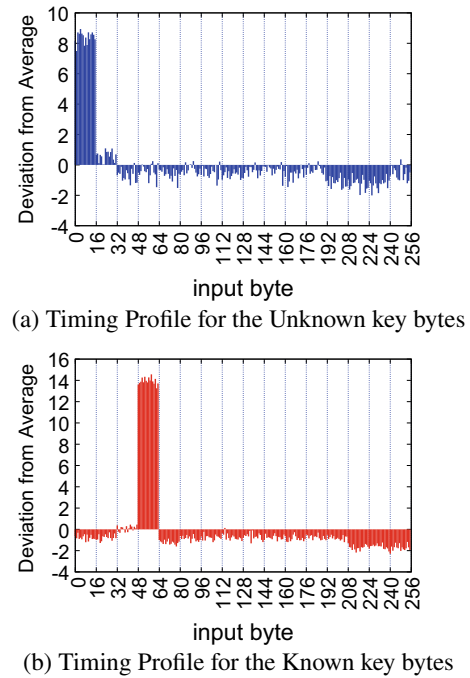 10
8
6
4
2
0
-2
-4
Deviation from Average
0 16 32 48 64 80 96 112 128 144 160 176 192 208 224 240 256
input byte
(a) Timing Profile for the Unknown key bytes
16
14
12
10
8
6
4
2
0
-2
-4
Deviation from Average
0 16 32 48 64 80 96 112 128 144 160 176 192 208 224 240 256
input byte
(b) Timing Profile for the Known key bytes